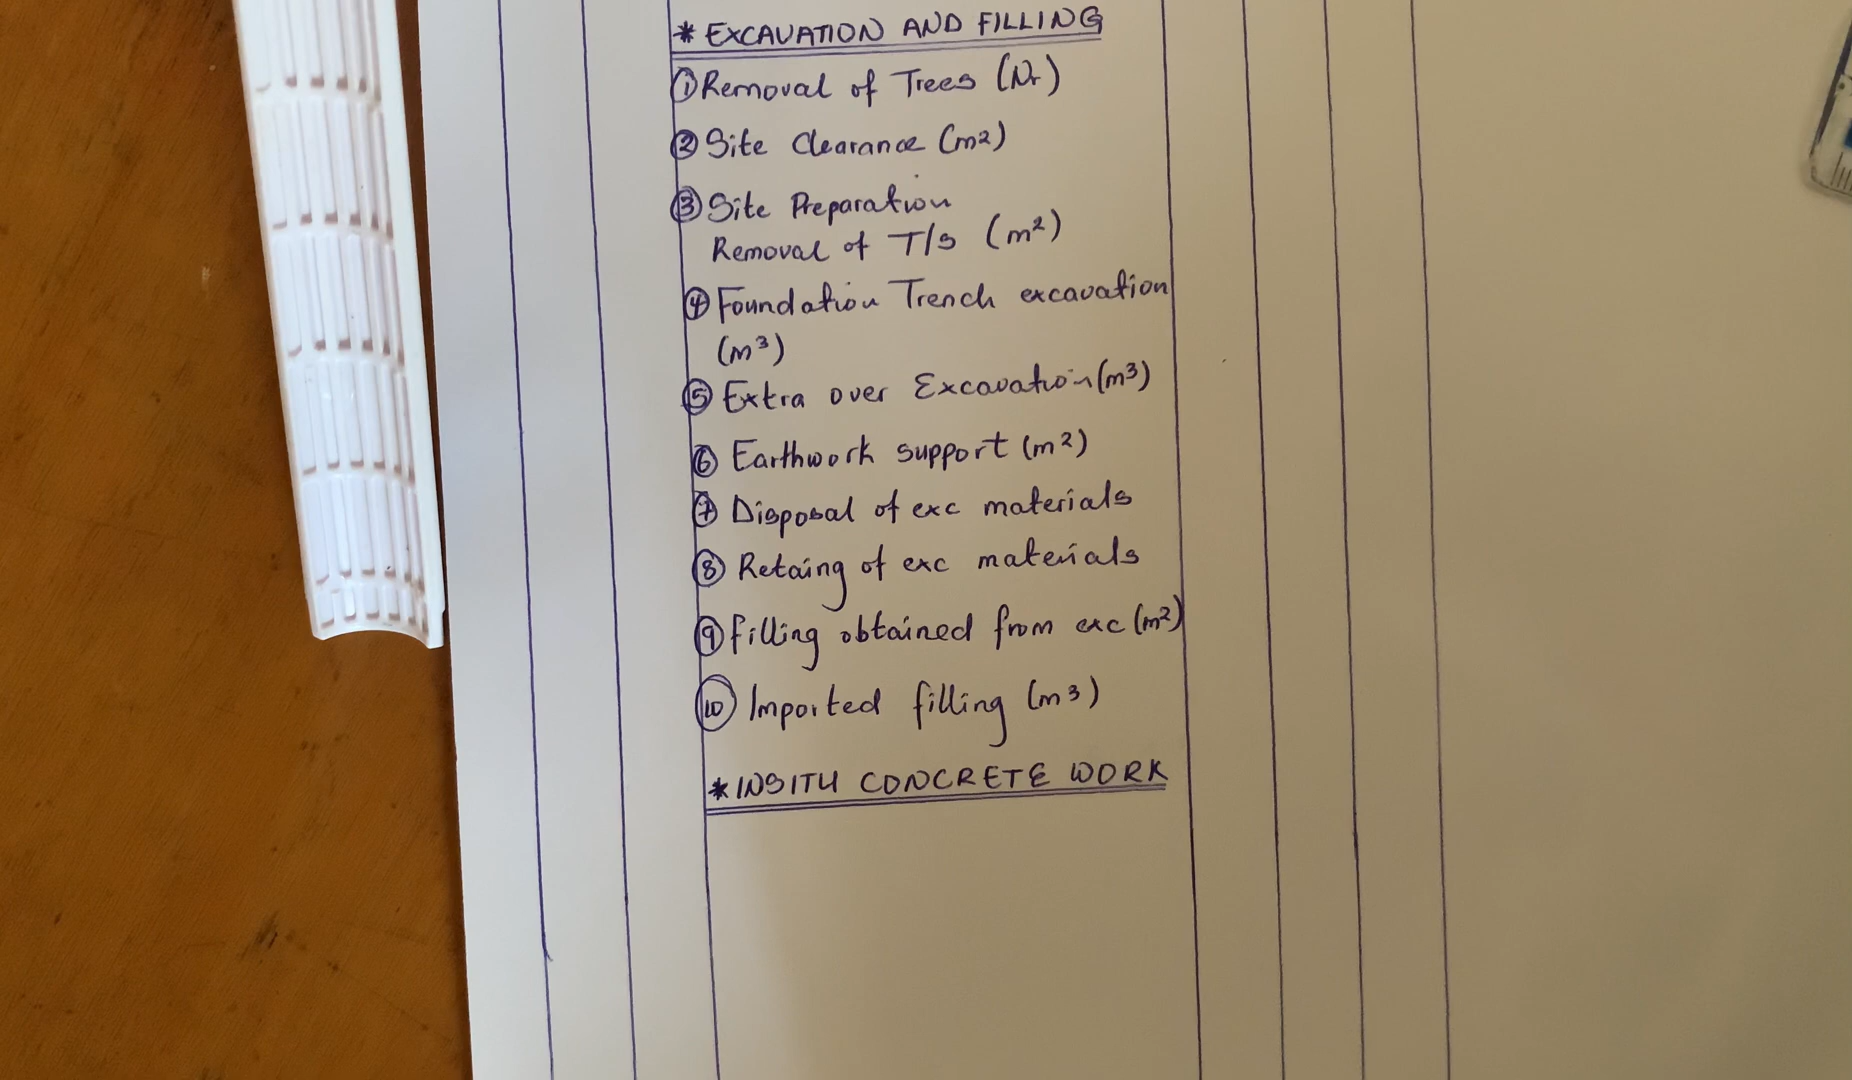 * EXCAVATION AND FILLING
① Removal of Trees (Nr)
② Site Clearance (m2)
③ Site Preparation
Removal of T/s (m²)
④ Foundation Trench excavation
(m³)
⑤ Extra over Excavation (m³)
⑥ Earthwork support (m²)
⑦ Disposal of exc materials
⑧ Retaing of exc materials
⑨ filling obtained from exc (m²)
⑩ Imported filling (m³)
* INSITU CONCRETE WORK